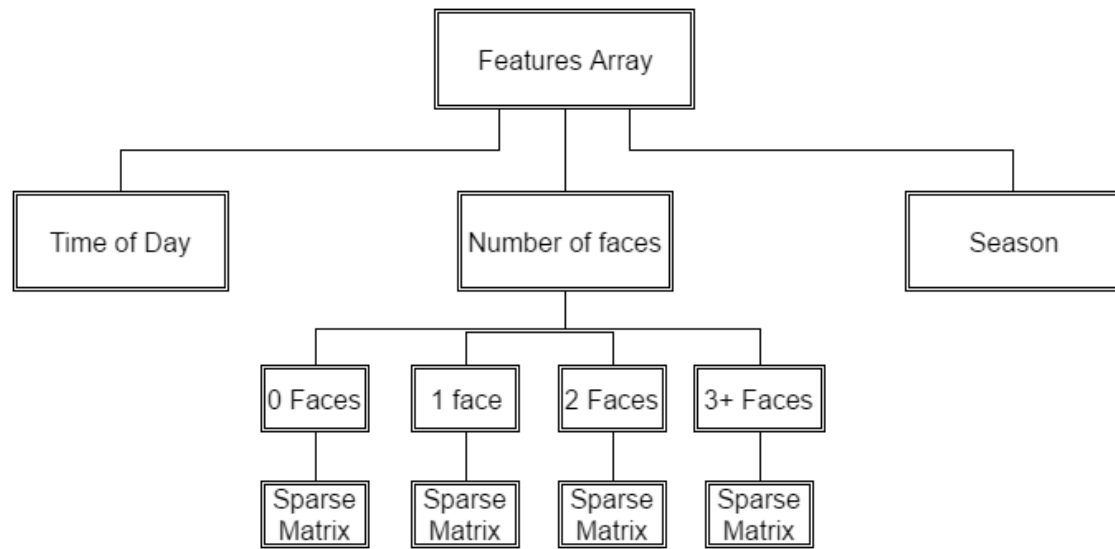 Features Array
Time of Day
Number of faces
Season
0 Faces
1 face
2 Faces
3+ Faces
Sparse
Matrix
Sparse
Matrix
Sparse
Matrix
Sparse
Matrix